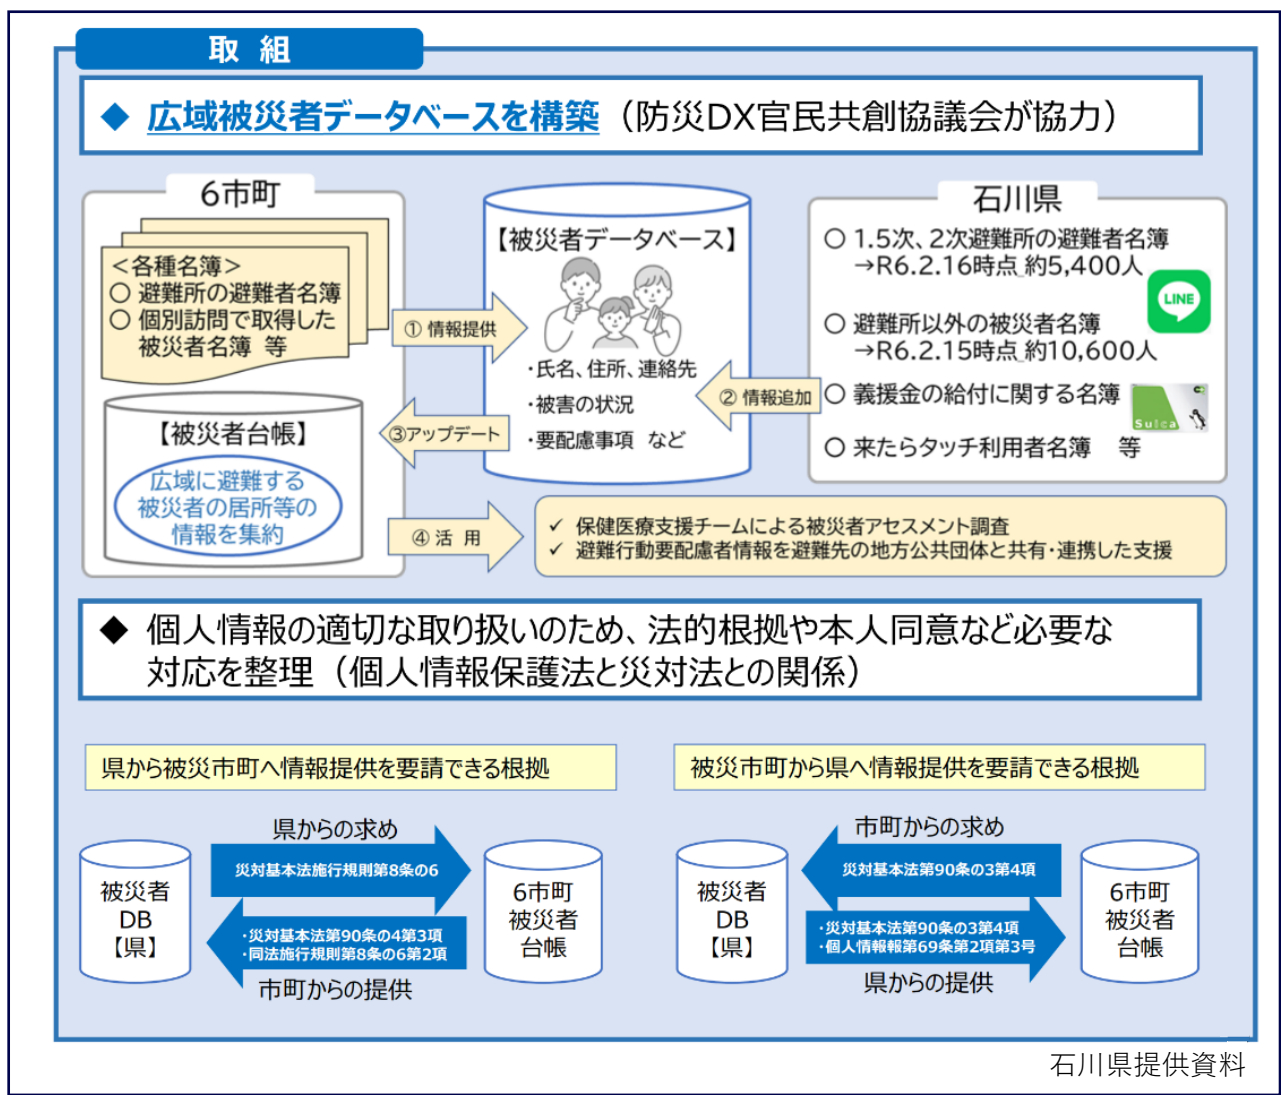 取 組
◆ 広域被災者データベースを構築（防災DX官民共創協議会が協力）
6市町
＜各種名簿＞
○ 避難所の避難者名簿
○ 個別訪問で取得した
被災者名簿 等
【被災者台帳】
広域に避難する
被災者の居所等の
情報を集約
① 情報提供
【被災者データベース】
・氏名、住所、連絡先
・被害の状況
・要配慮事項 など
② 情報追加
③アップデート
石川県
○ 1.5次、2次避難所の避難者名簿
→R6.2.16時点_約5,400人
LINE
○ 避難所以外の被災者名簿
→R6.2.15時点_約10,600人
○ 義援金の給付に関する名簿
Suica
○ 来たらタッチ利用者名簿 等
④ 活 用
✓ 保健医療支援チームによる被災者アセスメント調査
✓ 避難行動要配慮者情報を避難先の地方公共団体と共有・連携した支援
◆ 個人情報の適切な取り扱いのため、法的根拠や本人同意など必要な
対応を整理（個人情報保護法と災対法との関係）
県から被災市町へ情報提供を要請できる根拠
県からの求め
災対基本法施行規則第8条の6
被災者
DB
【県】
6市町
被災者
台帳
・災対基本法第90条の4第3項
・同法施行規則第8条の6第2項
市町からの提供
被災市町から県へ情報提供を要請できる根拠
市町からの求め
災対基本法第90条の3第4項
被災者
DB
【県】
6市町
被災者
台帳
・災対基本法第90条の3第4項
・個人情報報第69条第2項第3号
県からの提供
石川県提供資料